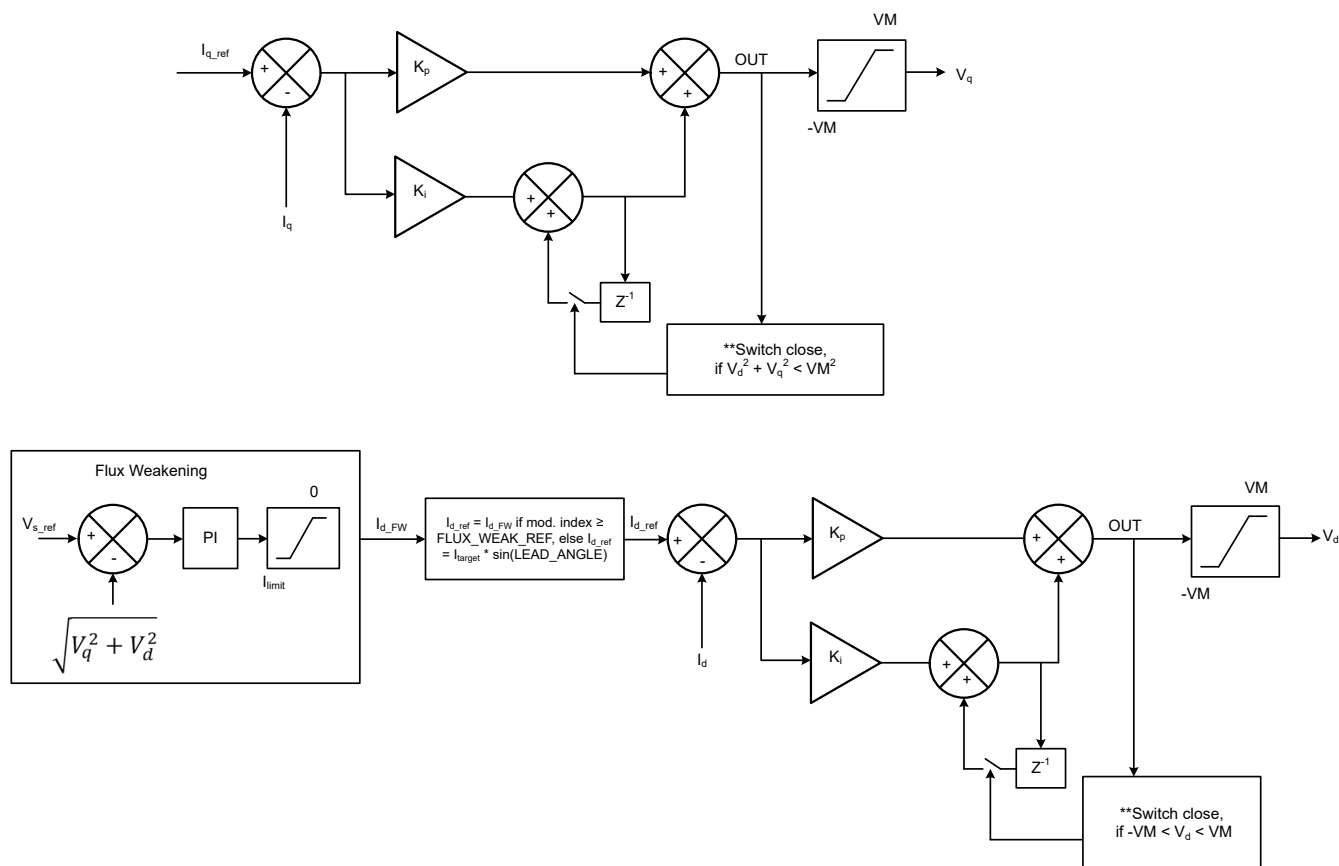 VM
I_q_ref
OUT
K_p
+
+
V_q
-
+
-VM
K_i
+
+
I_q
Z^-1
**Switch close,
if V_d^2 + V_q^2 < VM^2
Flux Weakening
0
VM
V_s_ref
I_d_FW
I_d_ref = I_d_FW if mod. index ≥
FLUX_WEAK_REF, else I_d_ref
= I_target * sin(LEAD_ANGLE)
I_d_ref
OUT
+
PI
+
K_p
+
V_d
-
-
+
I_limit
-VM
√V_q^2 + V_d^2
I_d
K_i
+
+
Z^-1
**Switch close,
if -VM < V_d < VM